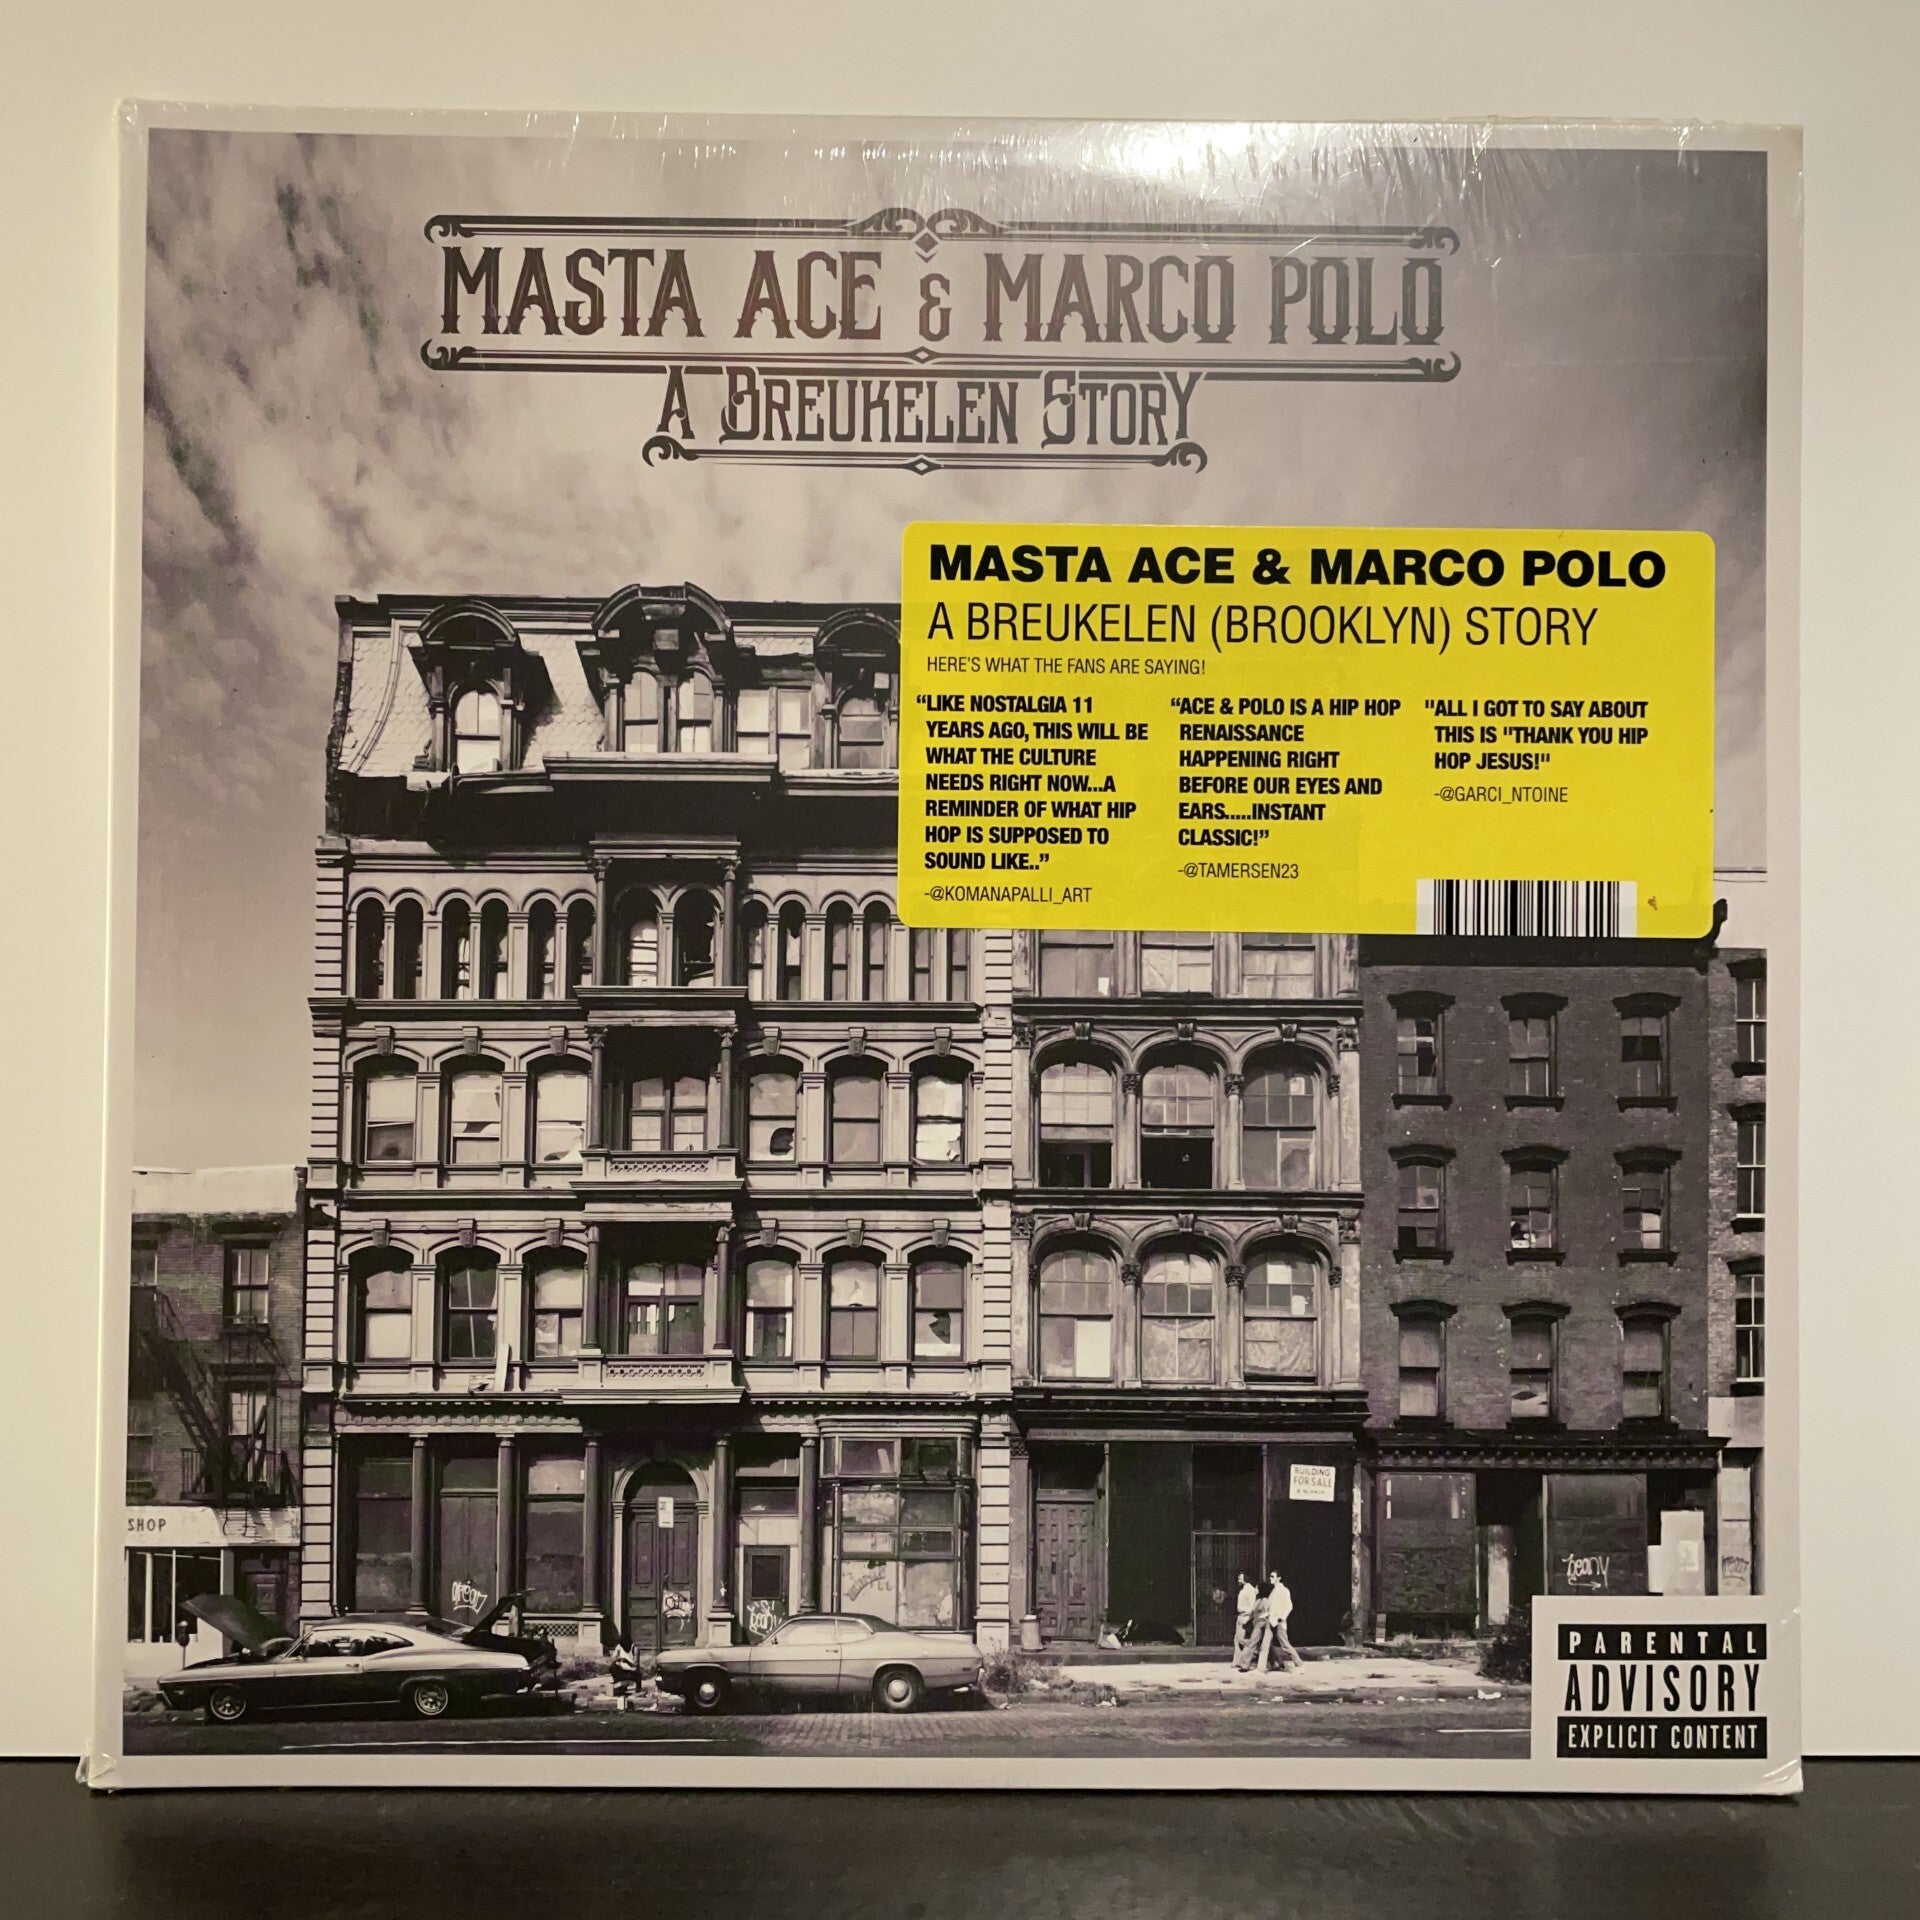 MASTA ACE & MARCO POLO
A BREUKELEN STORY
MASTA ACE & MARCO POLO
A BREUKELEN (BROOKLYN) STORY
HERE'S WHAT THE FANS ARE SAYING!
“LIKE NOSTALGIA 11
YEARS AGO, THIS WILL BE
WHAT THE CULTURE
NEEDS RIGHT NOW...A
REMINDER OF WHAT HIP
HOP IS SUPPOSED TO
SOUND LIKE..”
-@KOMANAPALLI_ART
“ACE & POLO IS A HIP HOP
RENAISSANCE
HAPPENING RIGHT
BEFORE OUR EYES AND
EARS.....INSTANT
CLASSIC!”
-@TAMERSEN23
"ALL I GOT TO SAY ABOUT
THIS IS "THANK YOU HIP
HOP JESUS!"
-@GARCI_NTOINE
BUILDING
FOR SALE
SHOP
PARENTAL
ADVISORY
EXPLICIT CONTENT